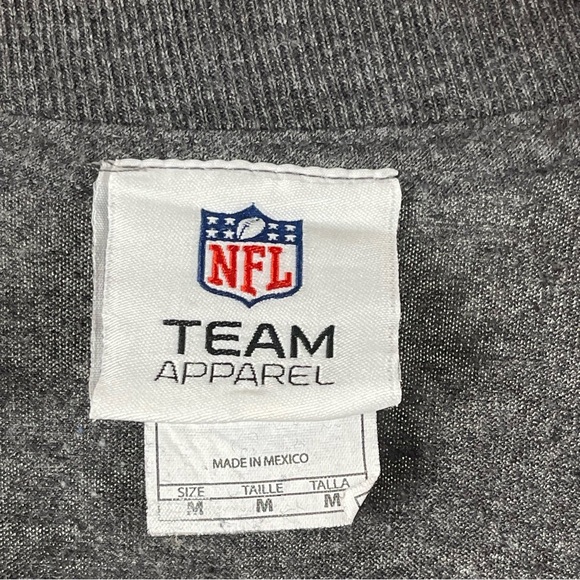 NFL
TEAM
APPAREL
MADE IN MEXICO
SIZE TAILLE TALLA
M M M